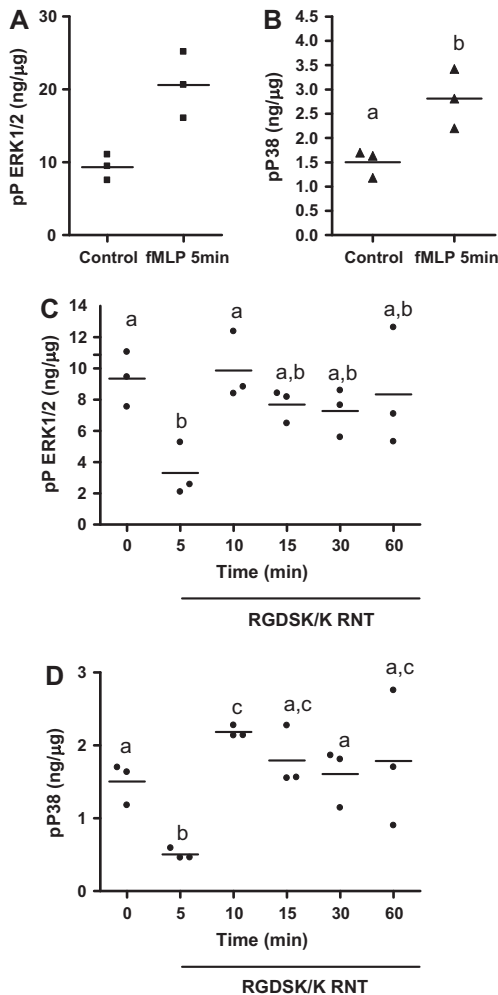 A
pP ERK1/2 (ng/µg)
30
20
10
0
Control fMLP 5min
B
pP38 (ng/µg)
4.5
4.0
3.5
3.0
2.5
2.0
1.5
1.0
0.5
0.0
a
b
Control fMLP 5min
C
pP ERK1/2 (ng/µg)
14
12
10
8
6
4
2
0
a
b
a
a,b
a,b
a,b
0 5 10 15 30 60
Time (min)
RGDSK/K RNT
D
pP38 (ng/µg)
3
2
1
0
a
b
c
a,c
a
a,c
0 5 10 15 30 60
Time (min)
RGDSK/K RNT